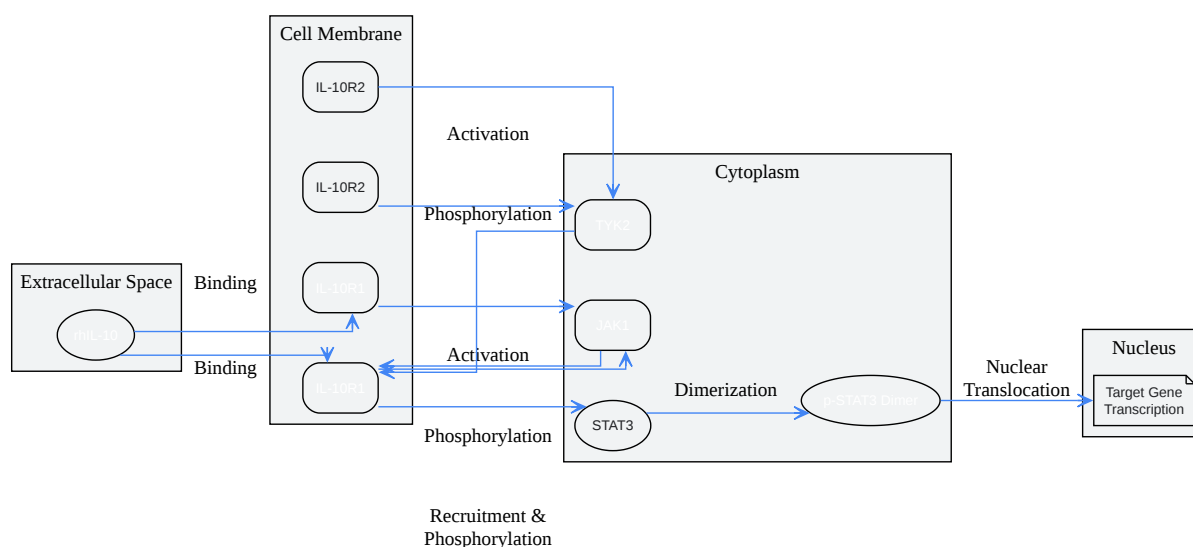 Cell Membrane
IL-10R2
Activation
Cytoplasm
IL-10R2
Phosphorylation
TYK2
Extracellular Space
Binding
IL-10R1
rhIL-10
JAK1
Binding
Activation
IL-10R1
Dimerization
p-STAT3 Dimer
Nuclear
Translocation
Nucleus
Target Gene
Transcription
STAT3
Phosphorylation
Recruitment &
Phosphorylation